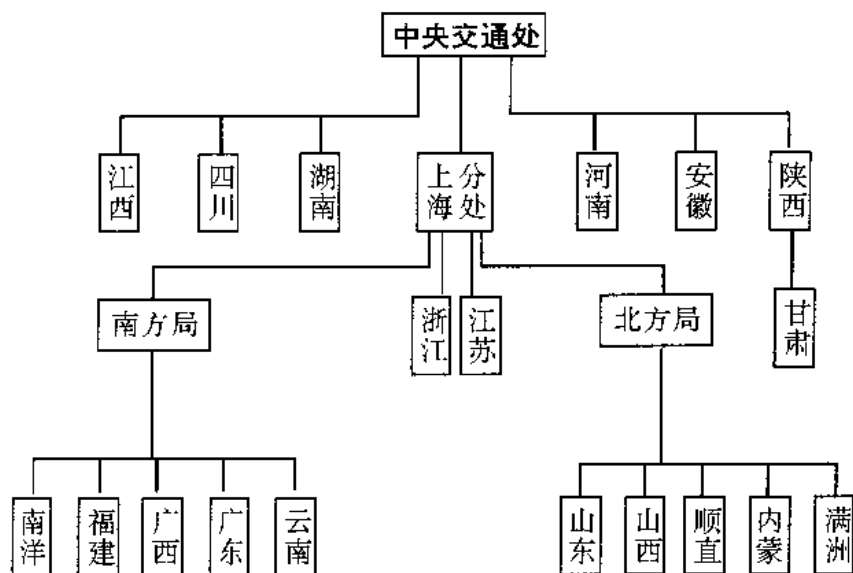 中央交通处
江西
四川
湖南
上海分处
河南
安徽
陕西
南方局
浙江
江苏
北方局
甘肃
南洋
福建
广西
广东
云南
山东
山西
顺直
内蒙
满洲